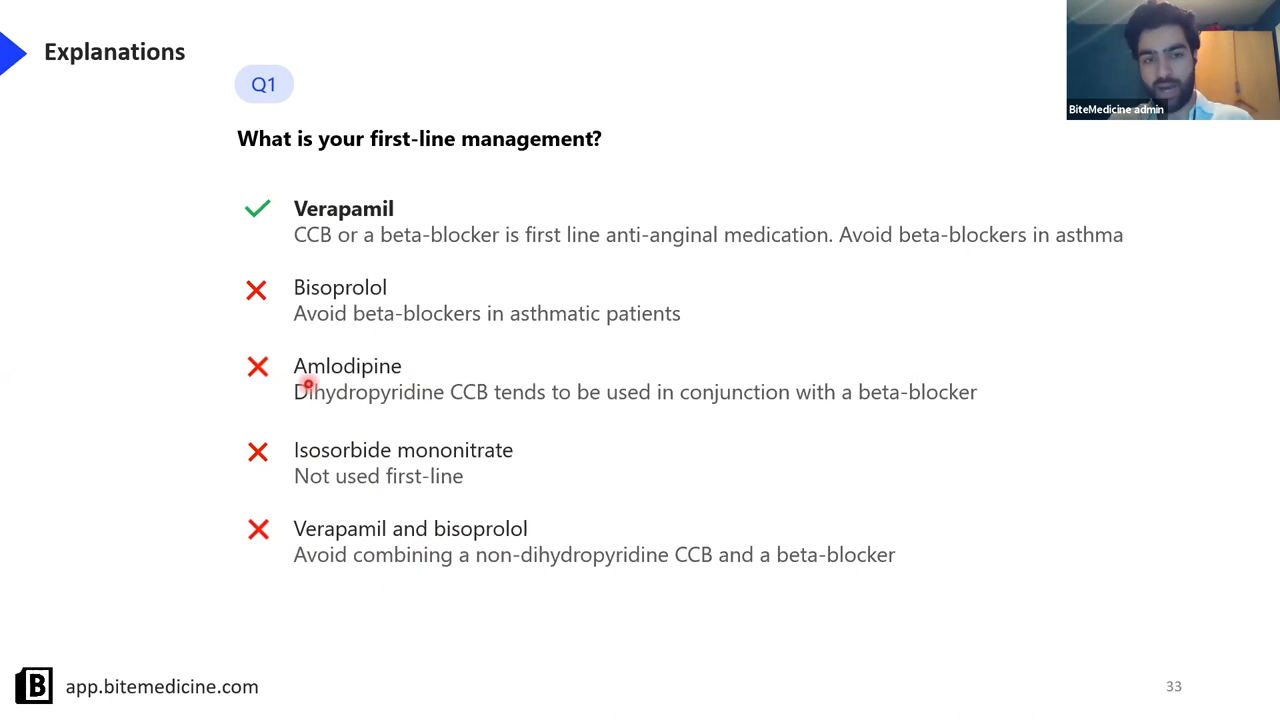 Explanations
Q1
What is your first-line management?
Verapamil
CCB or a beta-blocker is first line anti-anginal medication. Avoid beta-blockers in asthma
Bisoprolol
Avoid beta-blockers in asthmatic patients
Amlodipine
Dihydropyridine CCB tends to be used in conjunction with a beta-blocker
Isosorbide mononitrate
Not used first-line
Verapamil and bisoprolol
Avoid combining a non-dihydropyridine CCB and a beta-blocker
BiteMedicine admin
B app.bitemedicine.com
33